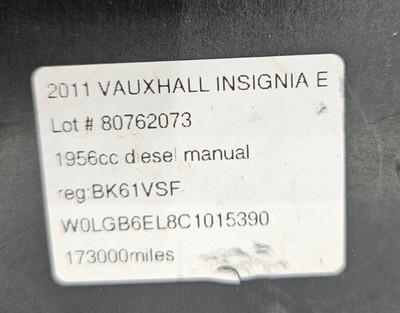 2011 VAUXHALL INSIGNIA E
Lot # 80762073
1956cc diesel manual
reg:BK61VSF
W0LGB6EL8C1015390
173000miles